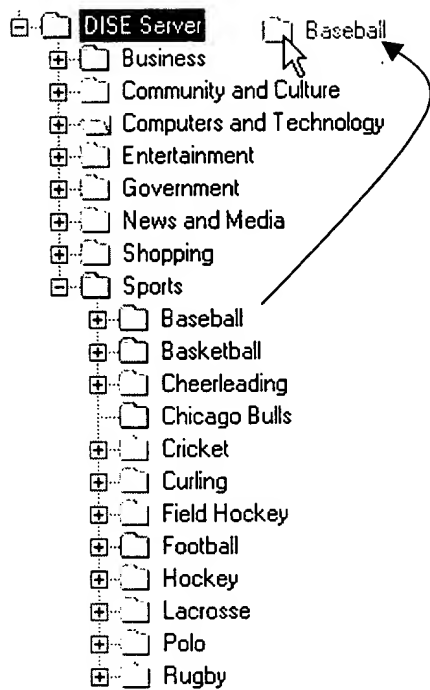 DISE Server
Baseball
Business
Community and Culture
Computers and Technology
Entertainment
Government
News and Media
Shopping
Sports
Baseball
Basketball
Cheerleading
Chicago Bulls
Cricket
Curling
Field Hockey
Football
Hockey
Lacrosse
Polo
Rugby